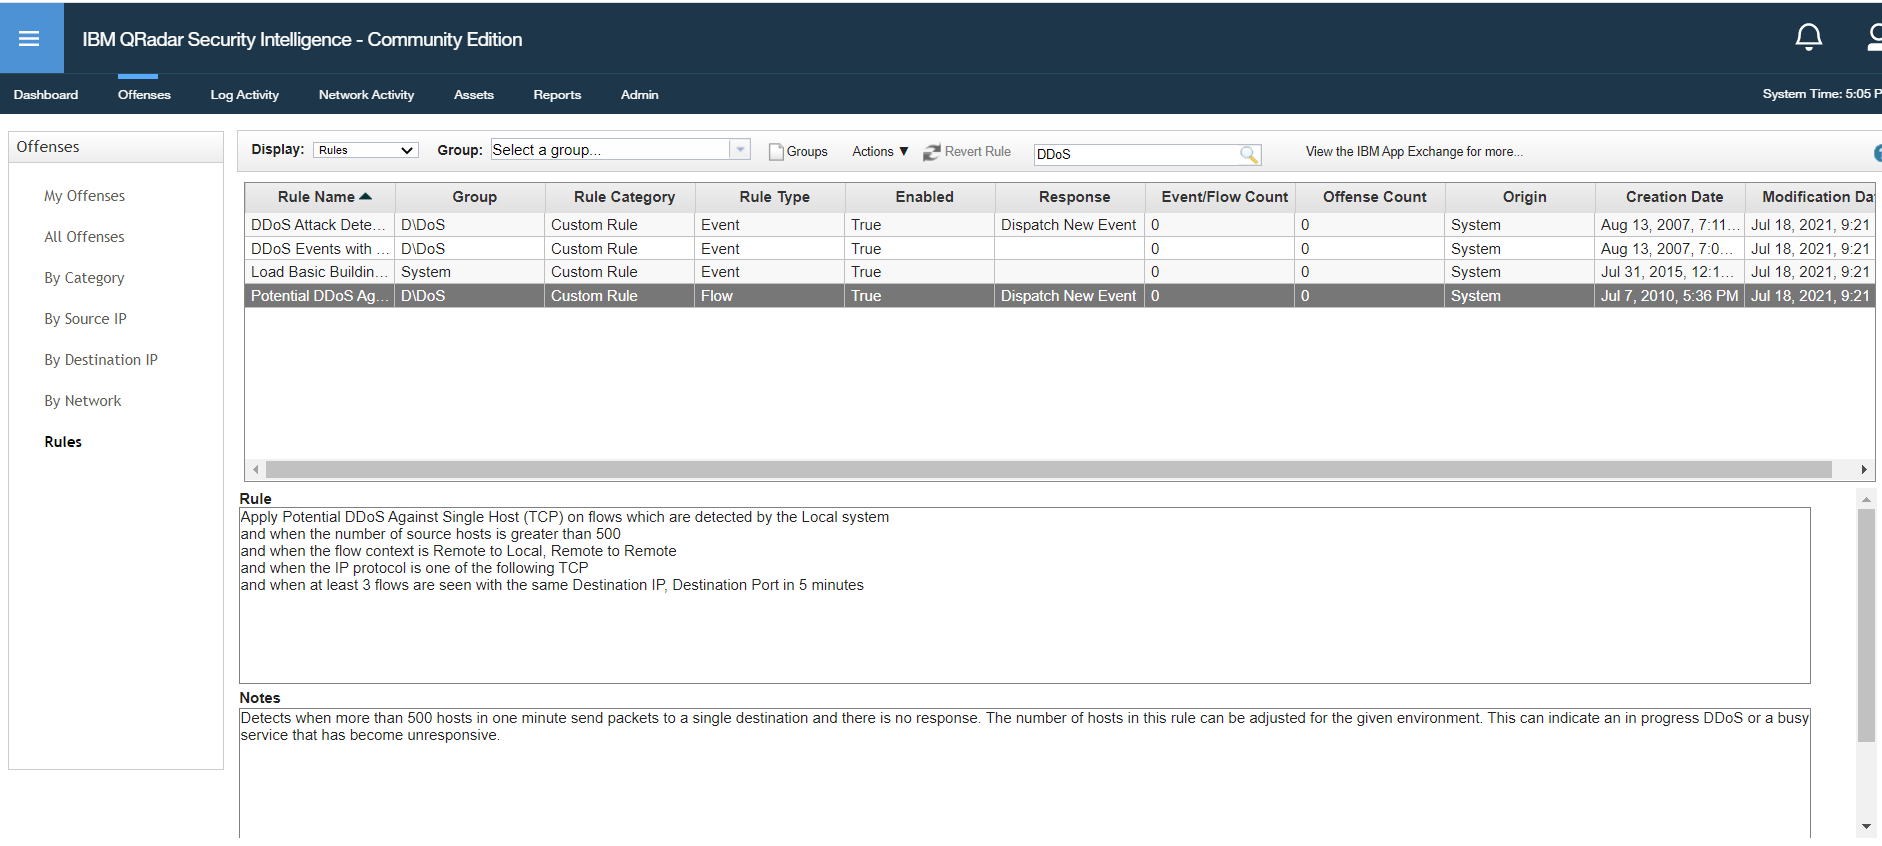 IBM QRadar Security Intelligence - Community Edition
Dashboard Offenses Log Activity Network Activity Assets Reports Admin System Time: 5:05 P
Offenses
My Offenses
All Offenses
By Category
By Source IP
By Destination IP
By Network
Rules
Display: Rules Group: Select a group... Groups Actions ▼ Revert Rule DDoS View the IBM App Exchange for more...
Rule Name Group Rule Category Rule Type Enabled Response Event/Flow Count Offense Count Origin Creation Date Modification Da
DDoS Attack Dete... D\DoS Custom Rule Event True Dispatch New Event 0 0 System Aug 13, 2007, 7:11... Jul 18, 2021, 9:21
DDoS Events with ... D\DoS Custom Rule Event True 0 0 System Aug 13, 2007, 7:0... Jul 18, 2021, 9:21
Load Basic Buildin... System Custom Rule Event True 0 0 System Jul 31, 2015, 12:1... Jul 18, 2021, 9:21
Potential DDoS Ag... D\DoS Custom Rule Flow True Dispatch New Event 0 0 System Jul 7, 2010, 5:36 PM Jul 18, 2021, 9:21
Rule
Apply Potential DDoS Against Single Host (TCP) on flows which are detected by the Local system
and when the number of source hosts is greater than 500
and when the flow context is Remote to Local, Remote to Remote
and when the IP protocol is one of the following TCP
and when at least 3 flows are seen with the same Destination IP, Destination Port in 5 minutes
Notes
Detects when more than 500 hosts in one minute send packets to a single destination and there is no response. The number of hosts in this rule can be adjusted for the given environment. This can indicate an in progress DDoS or a busy
service that has become unresponsive.